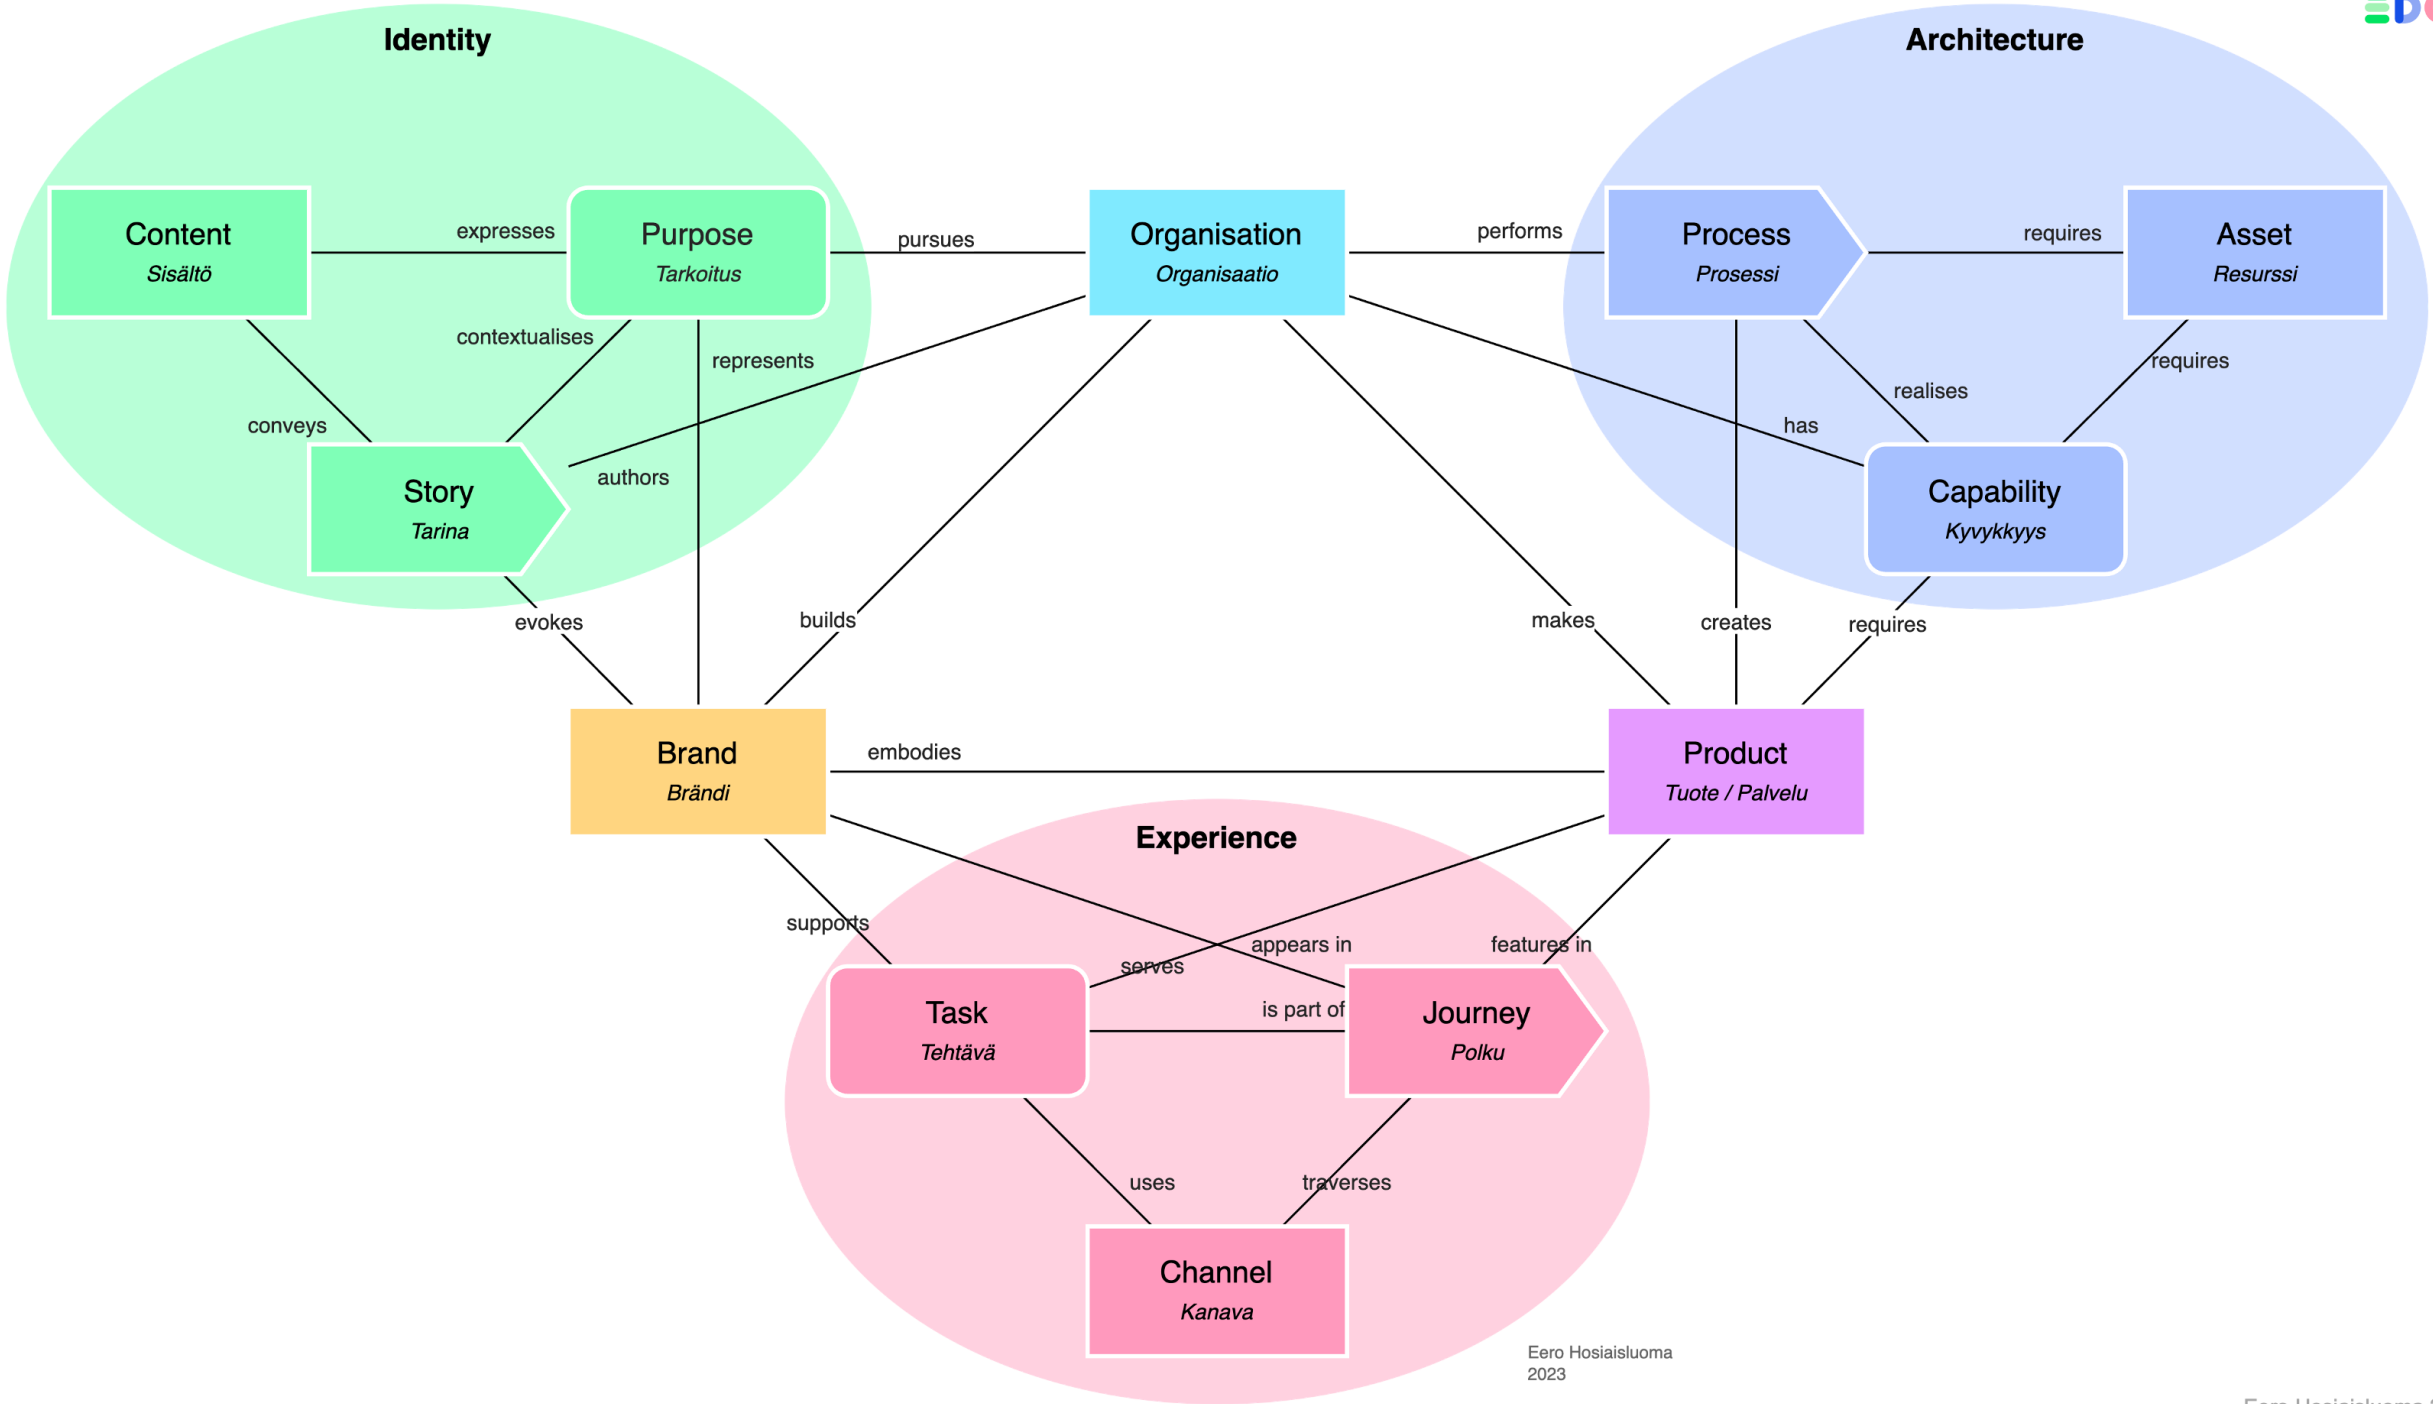 Identity
Architecture
Content
Sisältö
expresses
Purpose
Tarkoitus
pursues
Organisation
Organisaatio
performs
Process
Prosessi
requires
Asset
Resurssi
contextualises
represents
requires
realises
conveys
has
authors
Story
Tarina
Capability
Kyvykkyys
evokes
builds
makes
creates
requires
Brand
Brändi
embodies
Product
Tuote / Palvelu
Experience
supports
appears in
features in
serves
is part of
Task
Tehtävä
Journey
Polku
uses
traverses
Channel
Kanava
Eero Hosiaisluoma
2023